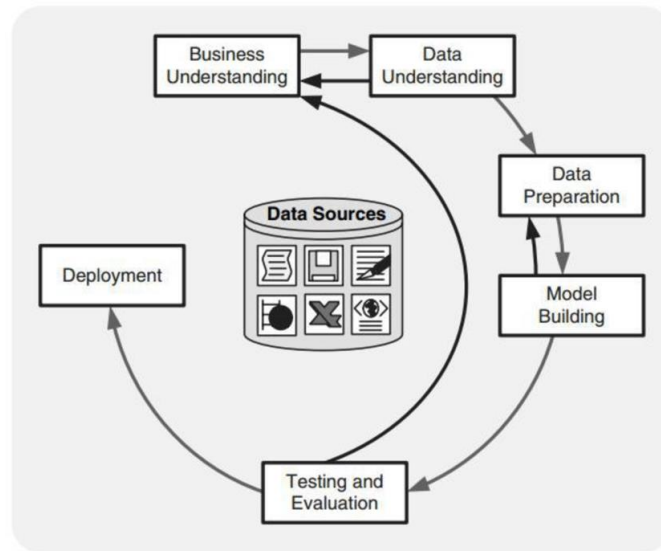 Business
Understanding
Data
Understanding
Data
Preparation
Data Sources
Deployment
Model
Building
Testing and
Evaluation